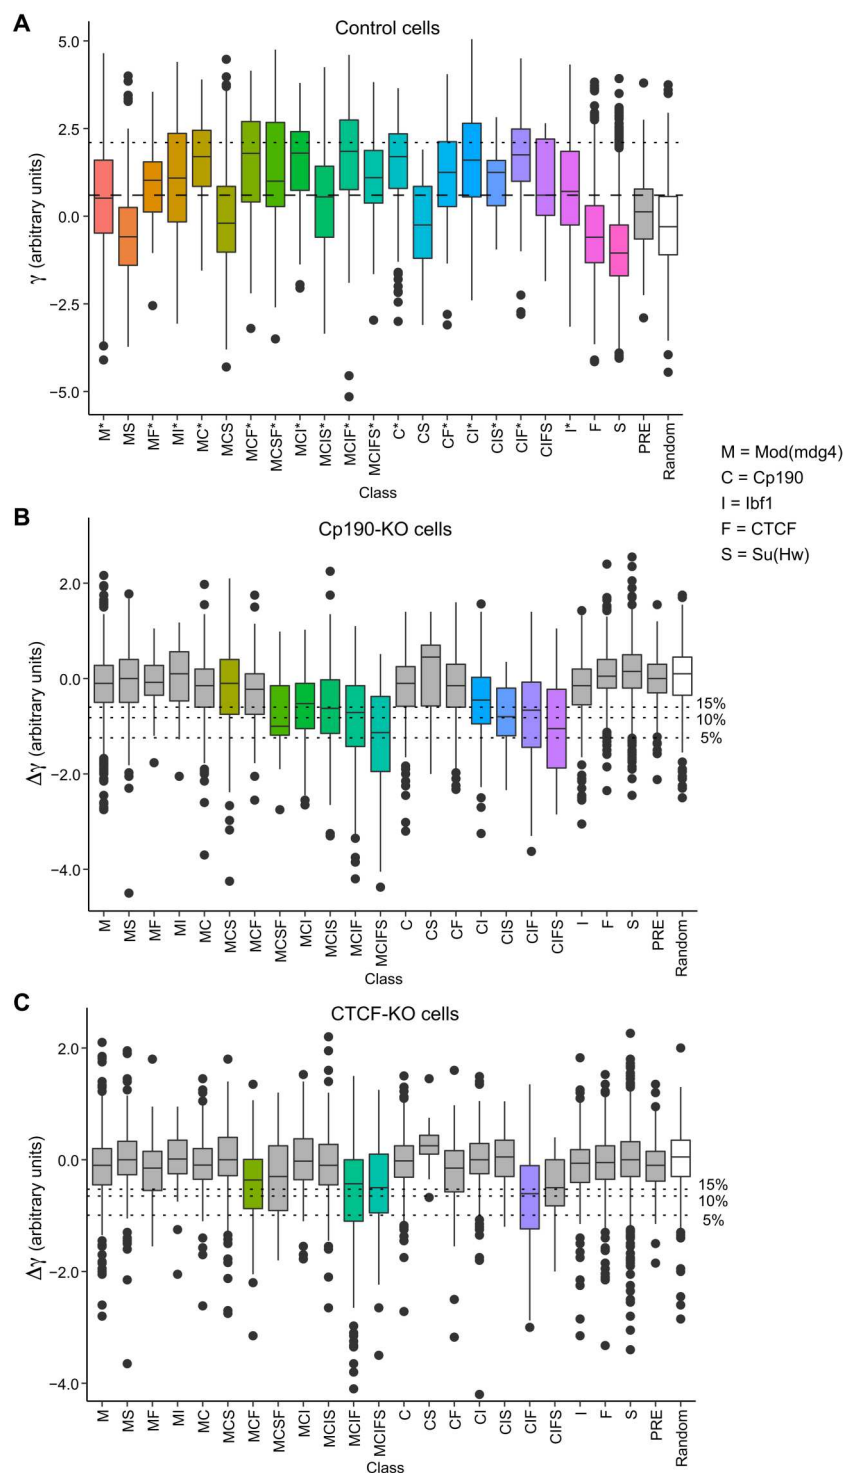 A
Control cells
γ (arbitrary units)
5.0
2.5
0.0
−2.5
−5.0
M*
MS
MF*
MI*
MC*
MCS
MCF*
MCSF*
MCI*
MCIS*
MCIF*
MCIFS*
C*
CS
CF*
CI*
CIS*
CIF*
CIFS
I*
F
S
PRE
Random
Class
M = Mod(mdg4)
C = Cp190
I = Ibf1
F = CTCF
S = Su(Hw)
B
Cp190-KO cells
Δγ (arbitrary units)
2.0
0.0
−2.0
−4.0
15%
10%
5%
M
MS
MF
MI
MC
MCS
MCF
MCSF
MCI
MCIS
MCIF
MCIFS
C
CS
CF
CI
CIS
CIF
CIFS
I
F
S
PRE
Random
Class
C
CTCF-KO cells
Δγ (arbitrary units)
2.0
0.0
−2.0
−4.0
15%
10%
5%
M
MS
MF
MI
MC
MCS
MCF
MCSF
MCI
MCIS
MCIF
MCIFS
C
CS
CF
CI
CIS
CIF
CIFS
I
F
S
PRE
Random
Class